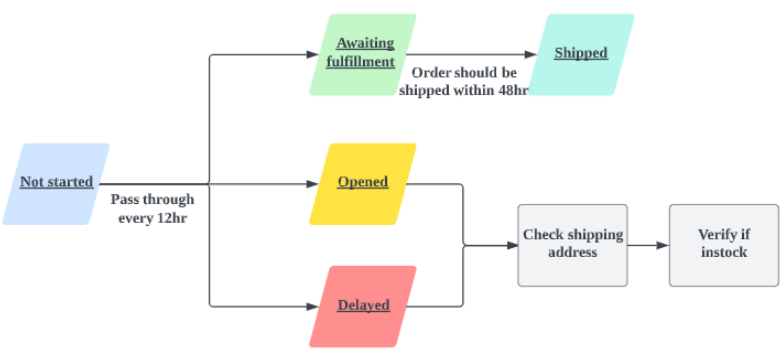 Awaiting
fulfillment
Shipped
Order should be
shipped within 48hr
Not started
Pass through
every 12hr
Opened
Check shipping
address
Verify if
instock
Delayed